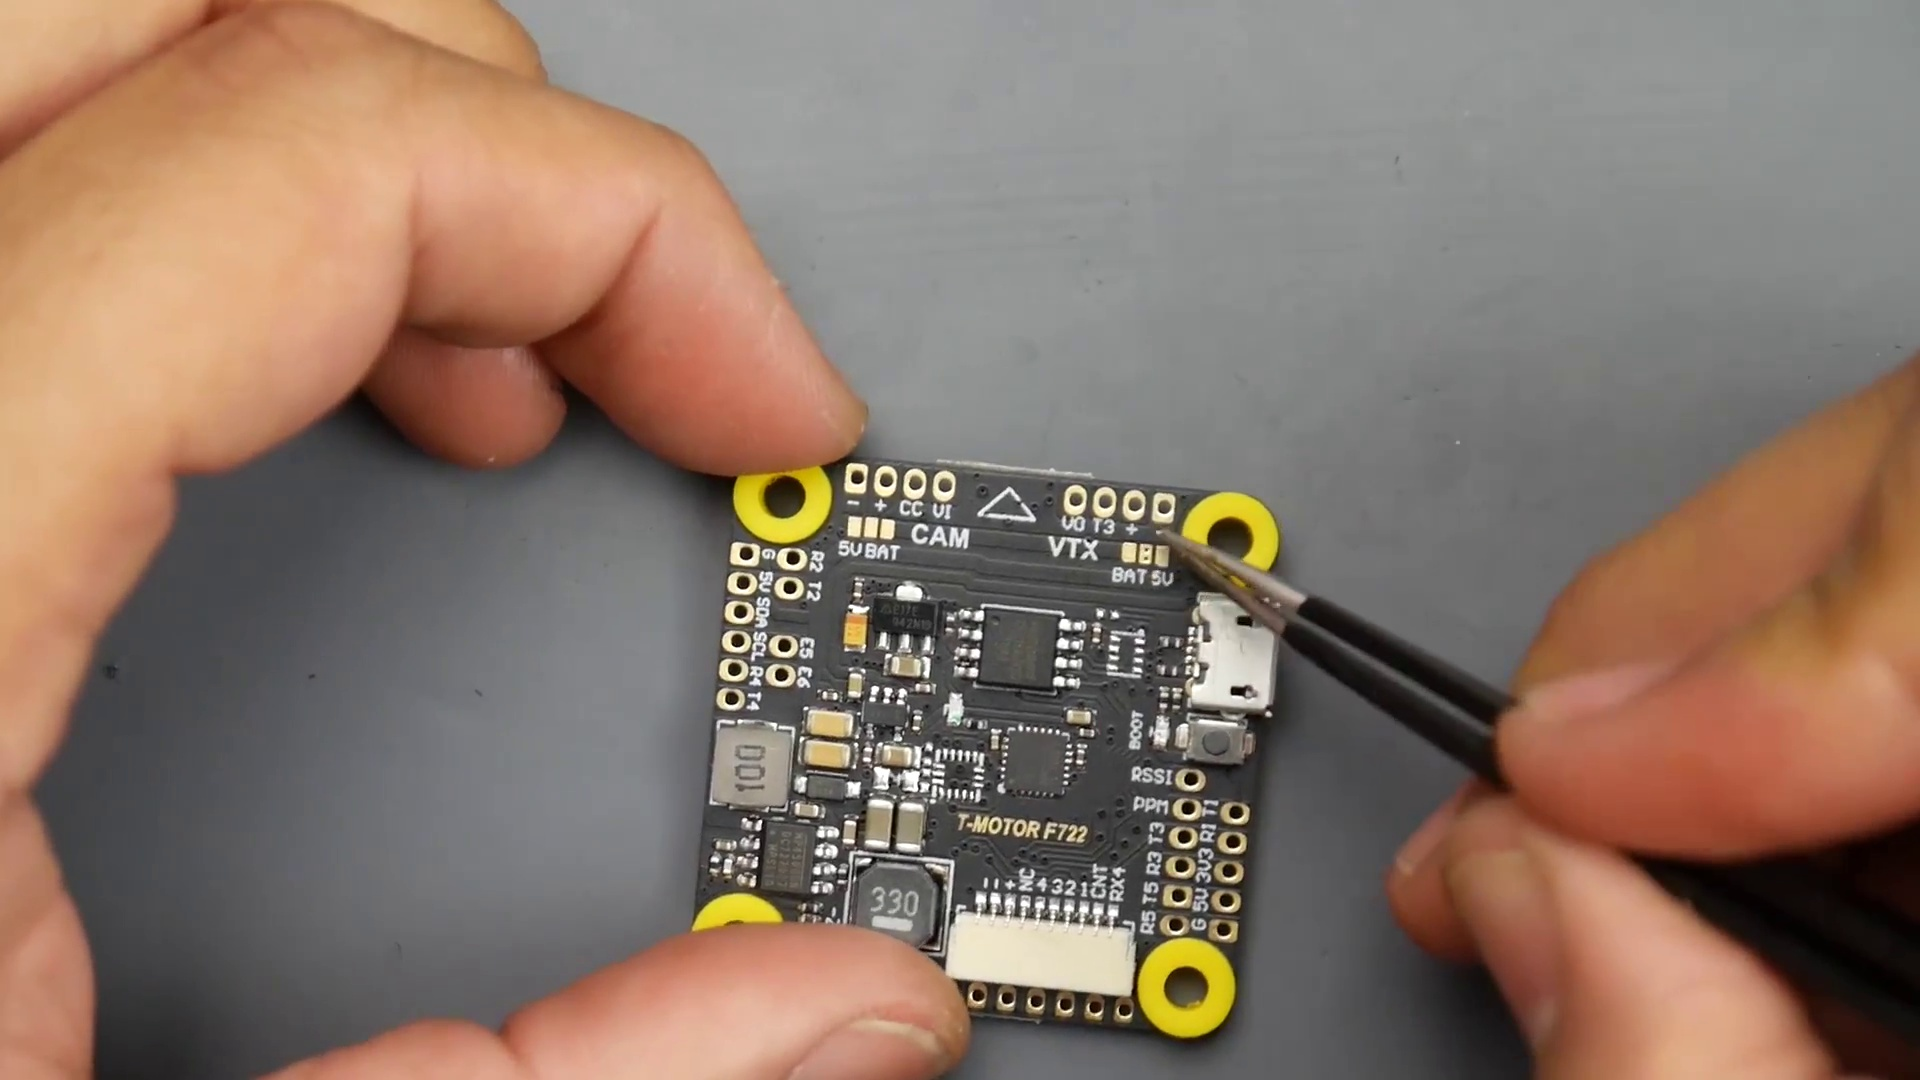 - + CC VI
VO T3 + -
CAM
VTX
5V BAT
BAT 5V
G R2
5V T2
SDA
SCL E5
R4 E6
T4
E17E
942N19
100
BOOT
RSSI
PPM T1
T3 R1
R3 3V3
T5 5V
R5 G
T-MOTOR F722
330
NC 4 3 2 1 CNT RX4